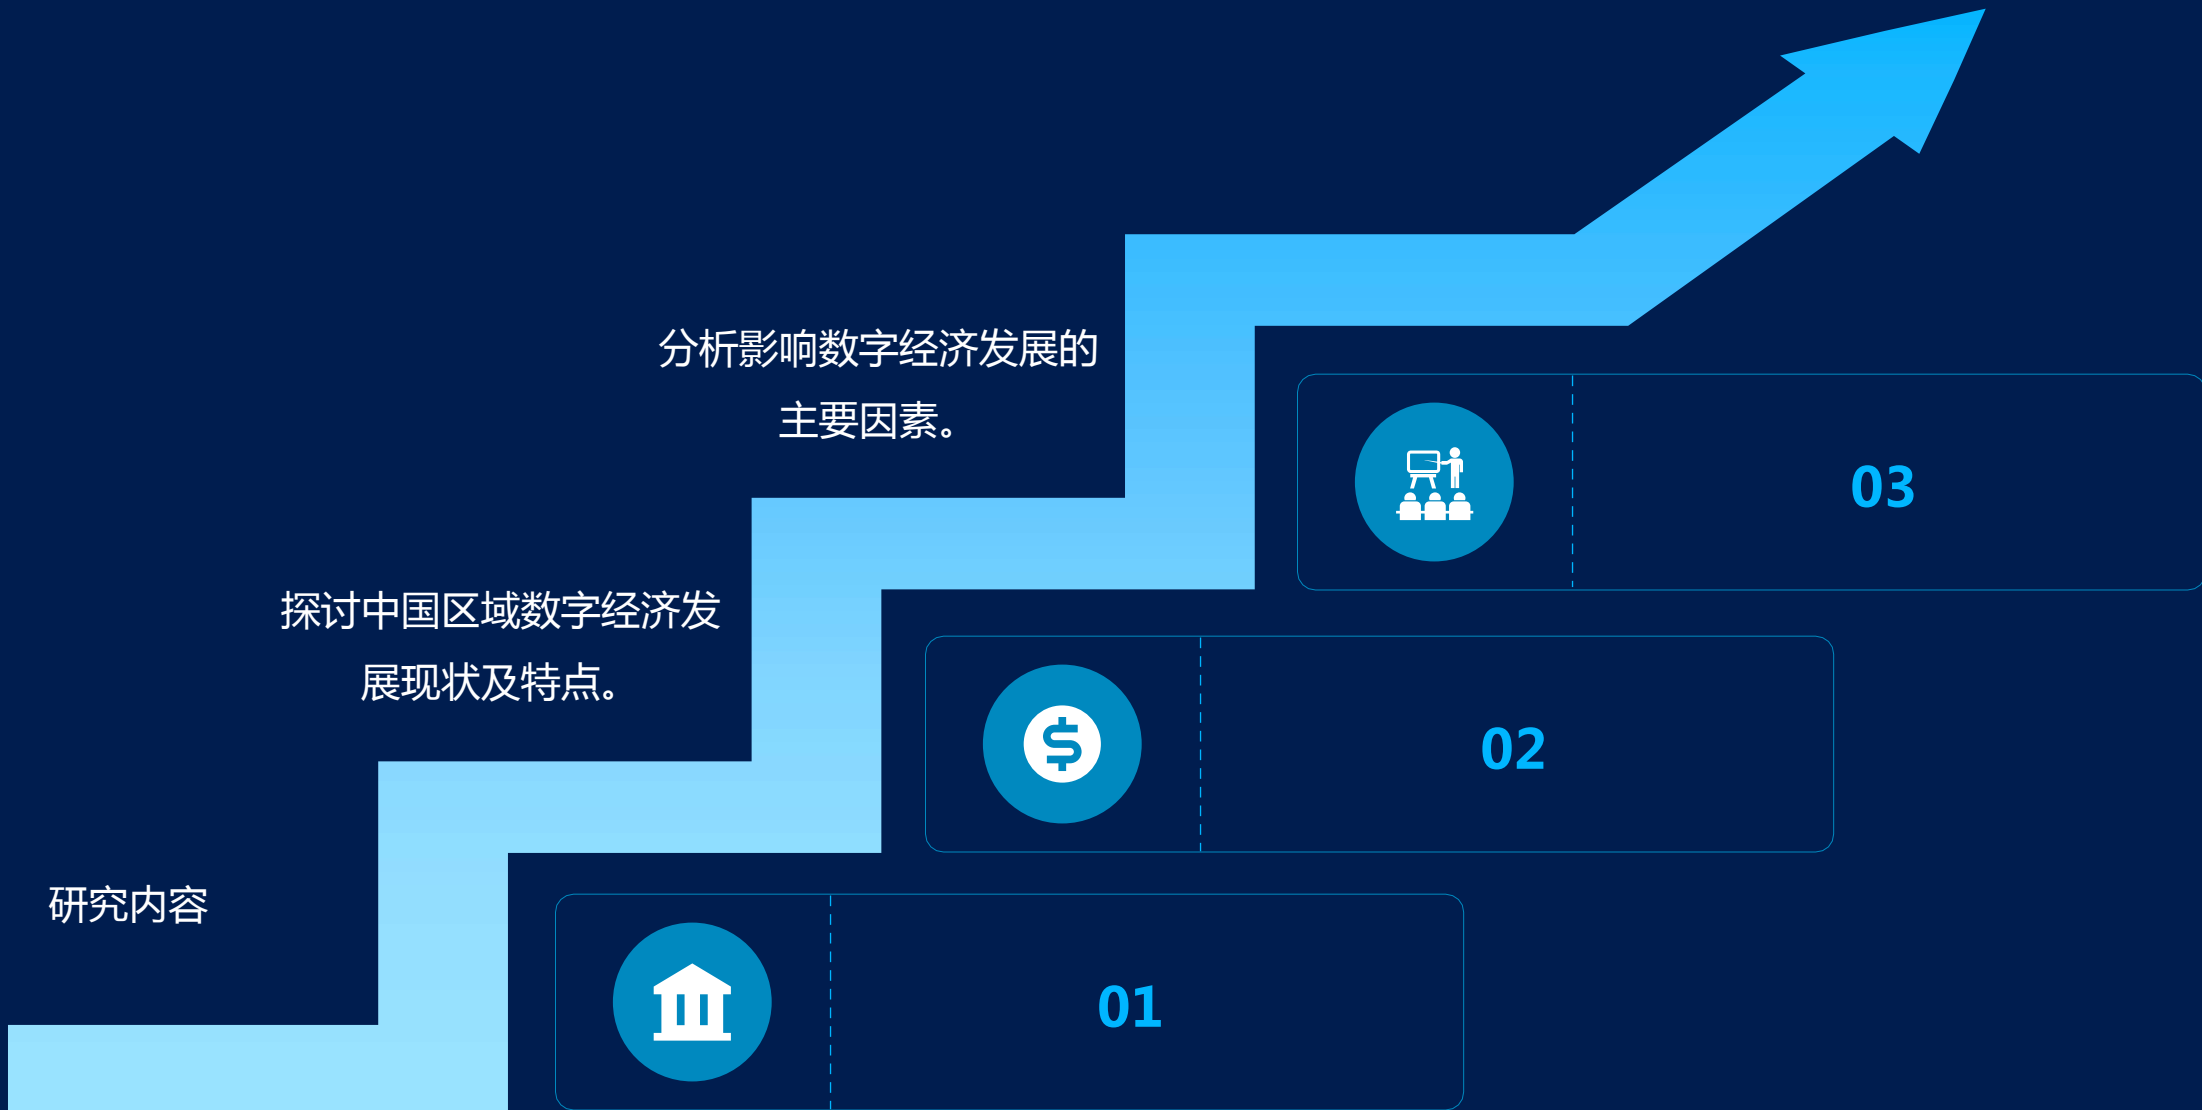 分析影响数字经济发展的
主要因素。
03
探讨中国区域数字经济发
展现状及特点。
02
研究内容
01